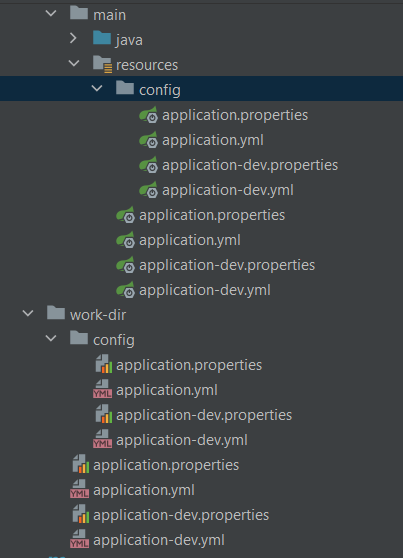 main
java
resources
config
application.properties
application.yml
application-dev.properties
application-dev.yml
application.properties
application.yml
application-dev.properties
application-dev.yml
work-dir
config
application.properties
YML application.yml
application-dev.properties
YML application-dev.yml
application.properties
YML application.yml
application-dev.properties
YML application-dev.yml